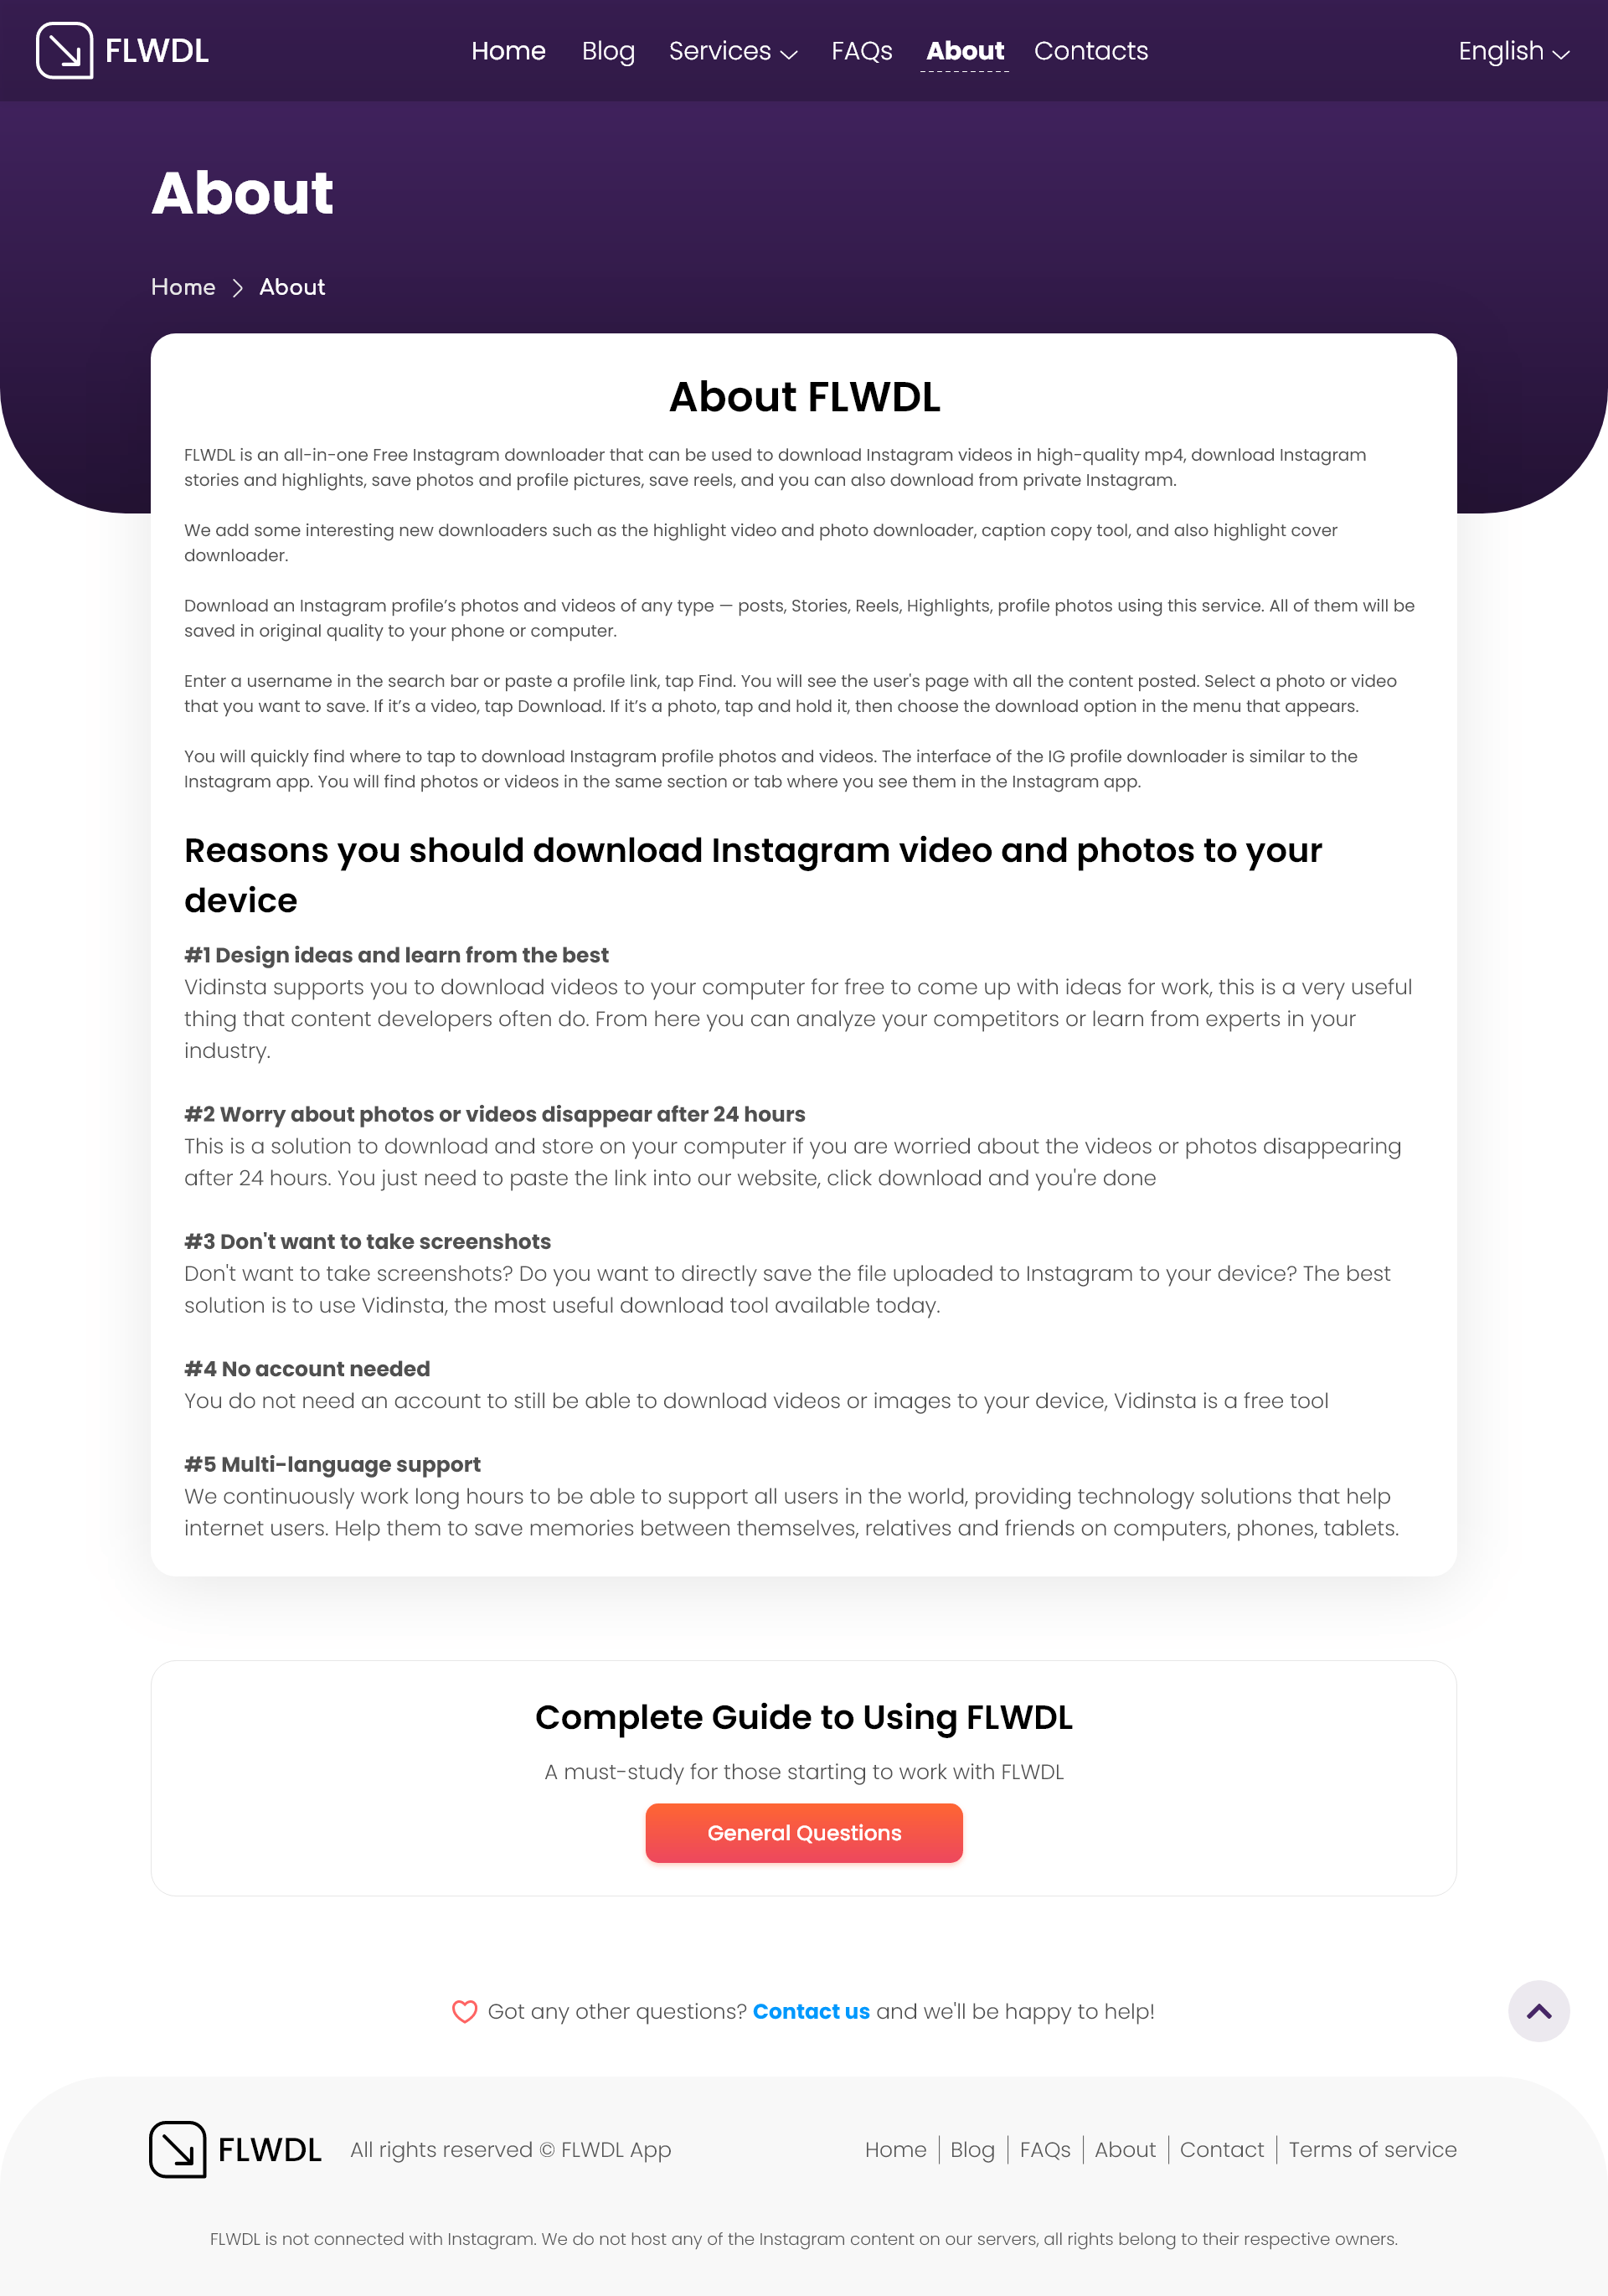 FLWDL
Home Blog Services FAQs About Contacts
English
About
Home About
About FLWDL
FLWDL is an all-in-one Free Instagram downloader that can be used to download Instagram videos in high-quality mp4, download Instagram
stories and highlights, save photos and profile pictures, save reels, and you can also download from private Instagram.
We add some interesting new downloaders such as the highlight video and photo downloader, caption copy tool, and also highlight cover
downloader.
Download an Instagram profile’s photos and videos of any type — posts, Stories, Reels, Highlights, profile photos using this service. All of them will be
saved in original quality to your phone or computer.
Enter a username in the search bar or paste a profile link, tap Find. You will see the user's page with all the content posted. Select a photo or video
that you want to save. If it’s a video, tap Download. If it’s a photo, tap and hold it, then choose the download option in the menu that appears.
You will quickly find where to tap to download Instagram profile photos and videos. The interface of the IG profile downloader is similar to the
Instagram app. You will find photos or videos in the same section or tab where you see them in the Instagram app.
Reasons you should download Instagram video and photos to your
device
#1 Design ideas and learn from the best
Vidinsta supports you to download videos to your computer for free to come up with ideas for work, this is a very useful
thing that content developers often do. From here you can analyze your competitors or learn from experts in your
industry.
#2 Worry about photos or videos disappear after 24 hours
This is a solution to download and store on your computer if you are worried about the videos or photos disappearing
after 24 hours. You just need to paste the link into our website, click download and you're done
#3 Don't want to take screenshots
Don't want to take screenshots? Do you want to directly save the file uploaded to Instagram to your device? The best
solution is to use Vidinsta, the most useful download tool available today.
#4 No account needed
You do not need an account to still be able to download videos or images to your device, Vidinsta is a free tool
#5 Multi-language support
We continuously work long hours to be able to support all users in the world, providing technology solutions that help
internet users. Help them to save memories between themselves, relatives and friends on computers, phones, tablets.
Complete Guide to Using FLWDL
A must-study for those starting to work with FLWDL
General Questions
Got any other questions? Contact us and we'll be happy to help!
FLWDL All rights reserved © FLWDL App
Home Blog FAQs About Contact Terms of service
FLWDL is not connected with Instagram. We do not host any of the Instagram content on our servers, all rights belong to their respective owners.